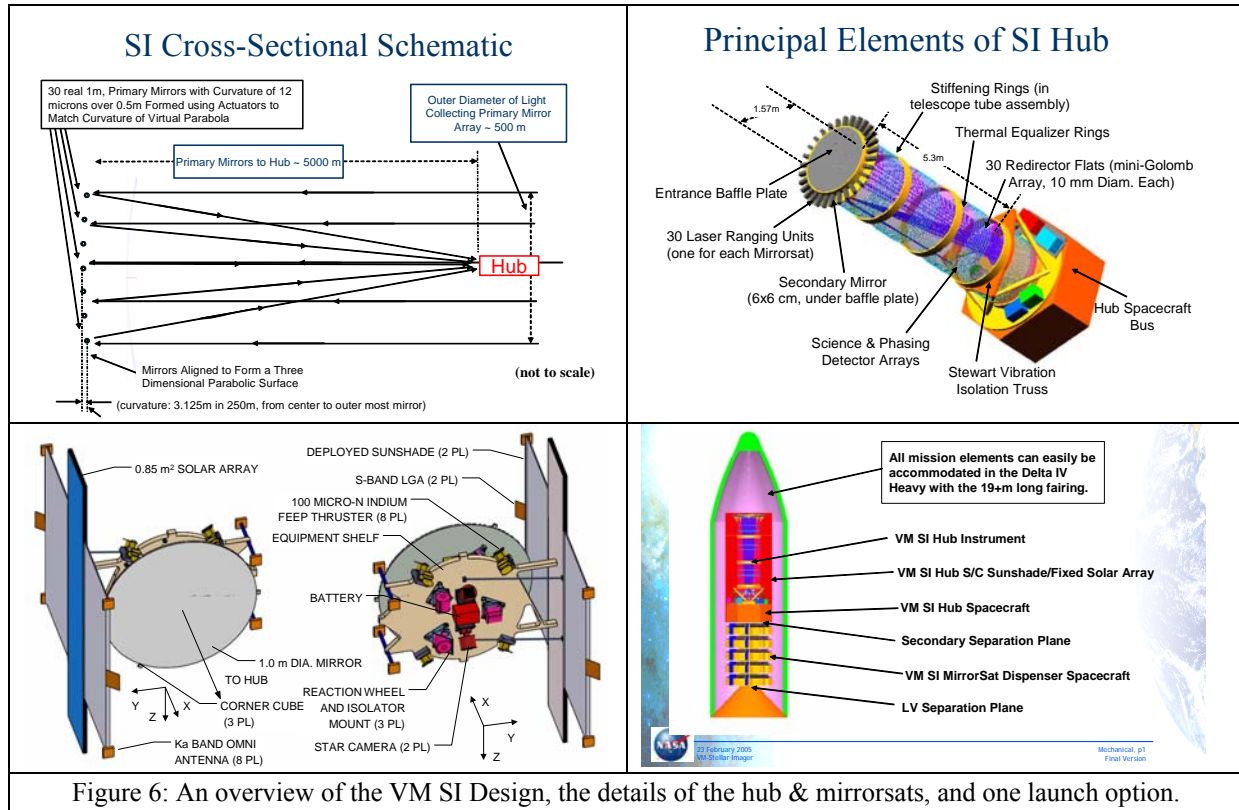 SI Cross-Sectional Schematic
30 real 1m, Primary Mirrors with Curvature of 12
microns over 0.5m Formed using Actuators to
Match Curvature of Virtual Parabola
Outer Diameter of Light
Collecting Primary Mirror
Array ~ 500 m
Primary Mirrors to Hub ~ 5000 m
Hub
Mirrors Aligned to Form a Three
Dimensional Parabolic Surface
(not to scale)
(curvature: 3.125m in 250m, from center to outer most mirror)
Principal Elements of SI Hub
Stiffening Rings (in
telescope tube assembly)
1.57m
Thermal Equalizer Rings
5.3m
30 Redirector Flats (mini-Golomb
Array, 10 mm Diam. Each)
Entrance Baffle Plate
30 Laser Ranging Units
(one for each Mirrorsat)
Secondary Mirror
(6x6 cm, under baffle plate)
Hub Spacecraft
Bus
Science & Phasing
Detector Arrays
Stewart Vibration
Isolation Truss
0.85 m² SOLAR ARRAY
DEPLOYED SUNSHADE (2 PL)
S-BAND LGA (2 PL)
100 MICRO-N INDIUM
FEEP THRUSTER (8 PL)
EQUIPMENT SHELF
BATTERY
1.0 m DIA. MIRROR
TO HUB
CORNER CUBE
(3 PL)
Y
X
Z
KA BAND OMNI
ANTENNA (8 PL)
REACTION WHEEL
AND ISOLATOR
MOUNT (3 PL)
STAR CAMERA (2 PL)
X
Y
Z
All mission elements can easily be
accommodated in the Delta IV
Heavy with the 19+m long fairing.
VM SI Hub Instrument
VM SI Hub S/C Sunshade/Fixed Solar Array
VM SI Hub Spacecraft
Secondary Separation Plane
VM SI MirrorSat Dispenser Spacecraft
LV Separation Plane
NASA
23 February 2005
VM-Stellar Imager
Mechanical, p1
Final Version
Figure 6: An overview of the VM SI Design, the details of the hub & mirrorsats, and one launch option.